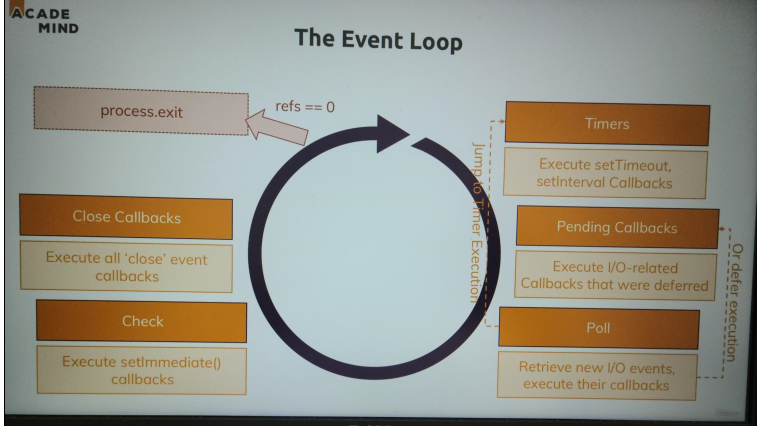 ACADE
MIND
The Event Loop
process.exit
refs == 0
Timers
Execute setTimeout,
setInterval Callbacks
Jump to Timer Execution
Pending Callbacks
Execute I/O-related
Callbacks that were deferred
Or defer execution
Poll
Retrieve new I/O events,
execute their callbacks
Check
Execute setImmediate()
callbacks
Close Callbacks
Execute all ‘close’ event
callbacks